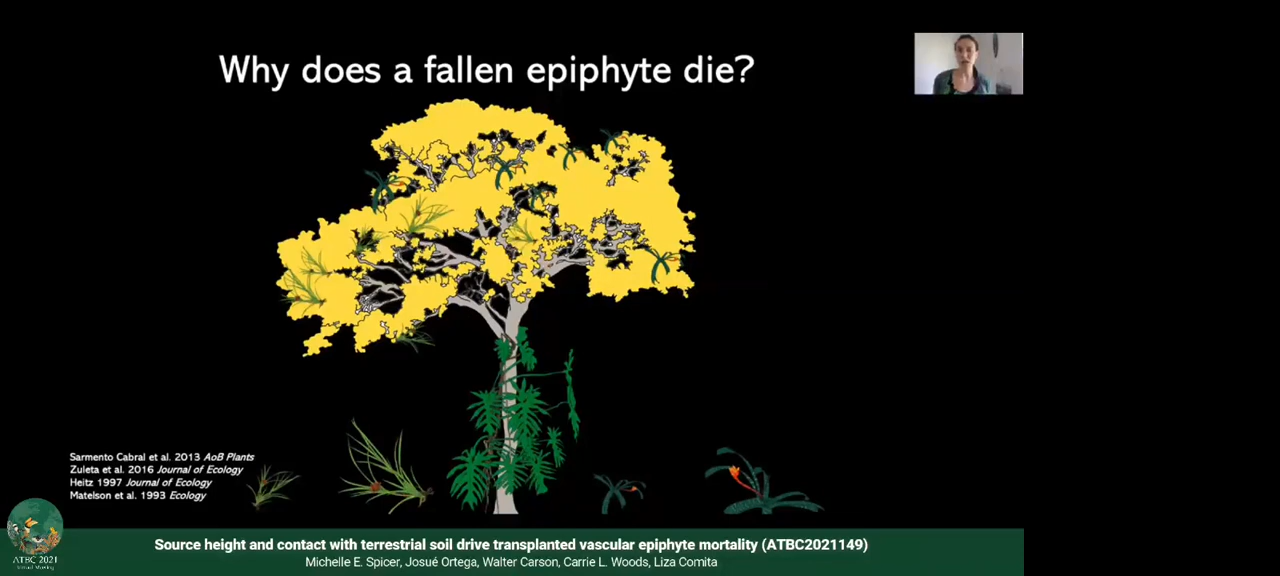 Why does a fallen epiphyte die?
Sarmento Cabral et al. 2013 AoB Plants
Zuleta et al. 2016 Journal of Ecology
Heitz 1997 Journal of Ecology
Matelson et al. 1993 Ecology
ATBC 2021
Virtual Meeting
Source height and contact with terrestrial soil drive transplanted vascular epiphyte mortality (ATBC2021149)
Michelle E. Spicer, Josué Ortega, Walter Carson, Carrie L. Woods, Liza Comita